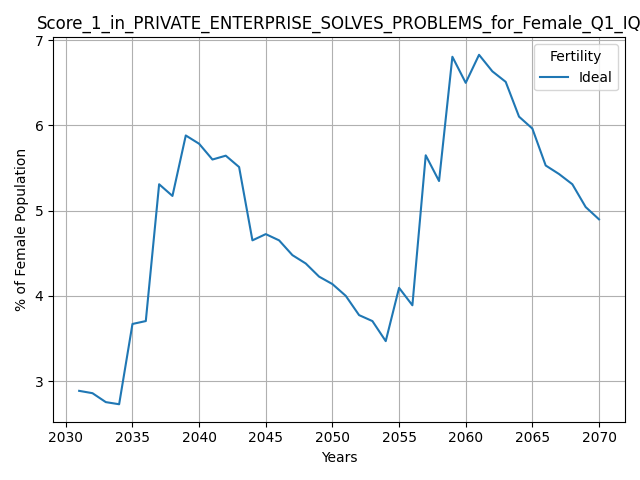 Score_1_in_PRIVATE_ENTERPRISE_SOLVES_PROBLEMS_for_Female_Q1_IQ
Fertility
Ideal
7
6
5
4
3
% of Female Population
2030 2035 2040 2045 2050 2055 2060 2065 2070
Years